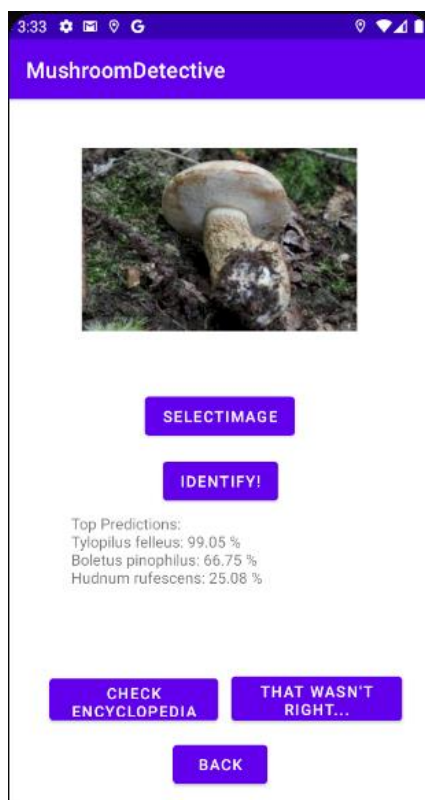 3:33 G
MushroomDetective
SELECTIMAGE
IDENTIFY!
Top Predictions:
Tylopilus felleus: 99.05 %
Boletus pinophilus: 66.75 %
Hudnum rufescens: 25.08 %
CHECK
ENCYCLOPEDIA
THAT WASN'T
RIGHT...
BACK